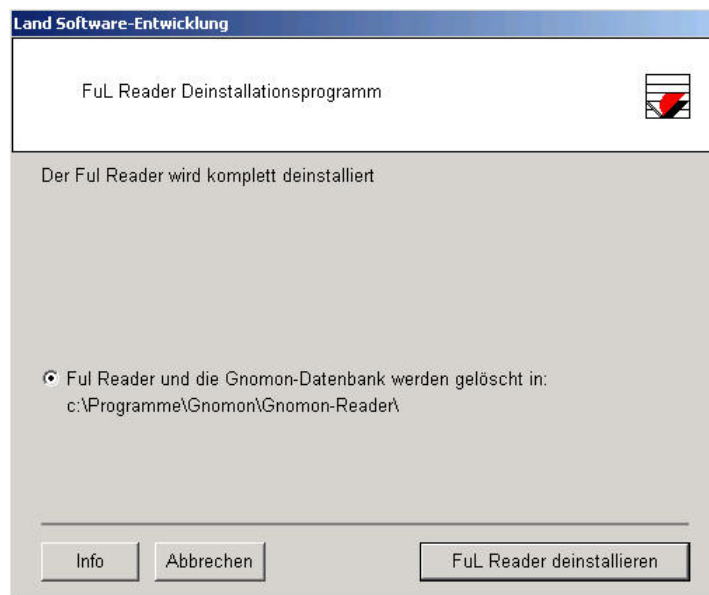 Land Software-Entwicklung
FuL Reader Deinstallationsprogramm
Der Ful Reader wird komplett deinstalliert
Ful Reader und die Gnomon-Datenbank werden gelöscht in:
c:\Programme\Gnomon\Gnomon-Reader\
Info
Abbrechen
FuL Reader deinstallieren